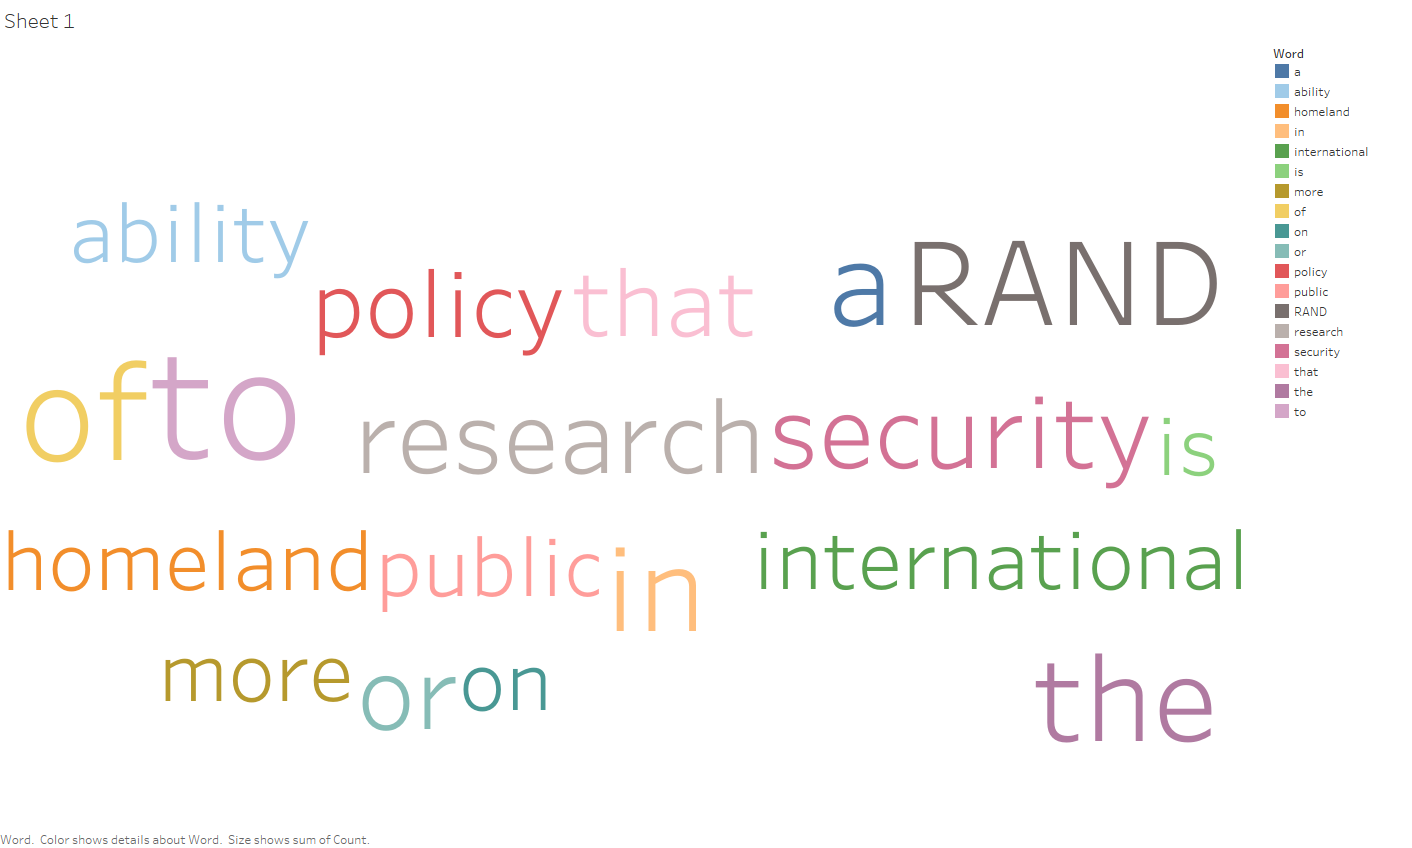 Sheet 1
ability
policy that
a RAND
of to
research security is
homeland public in
international
more or on
the
Word
a
ability
homeland
in
international
is
more
of
on
or
policy
public
RAND
research
security
that
the
to
Word. Color shows details about Word. Size shows sum of Count.